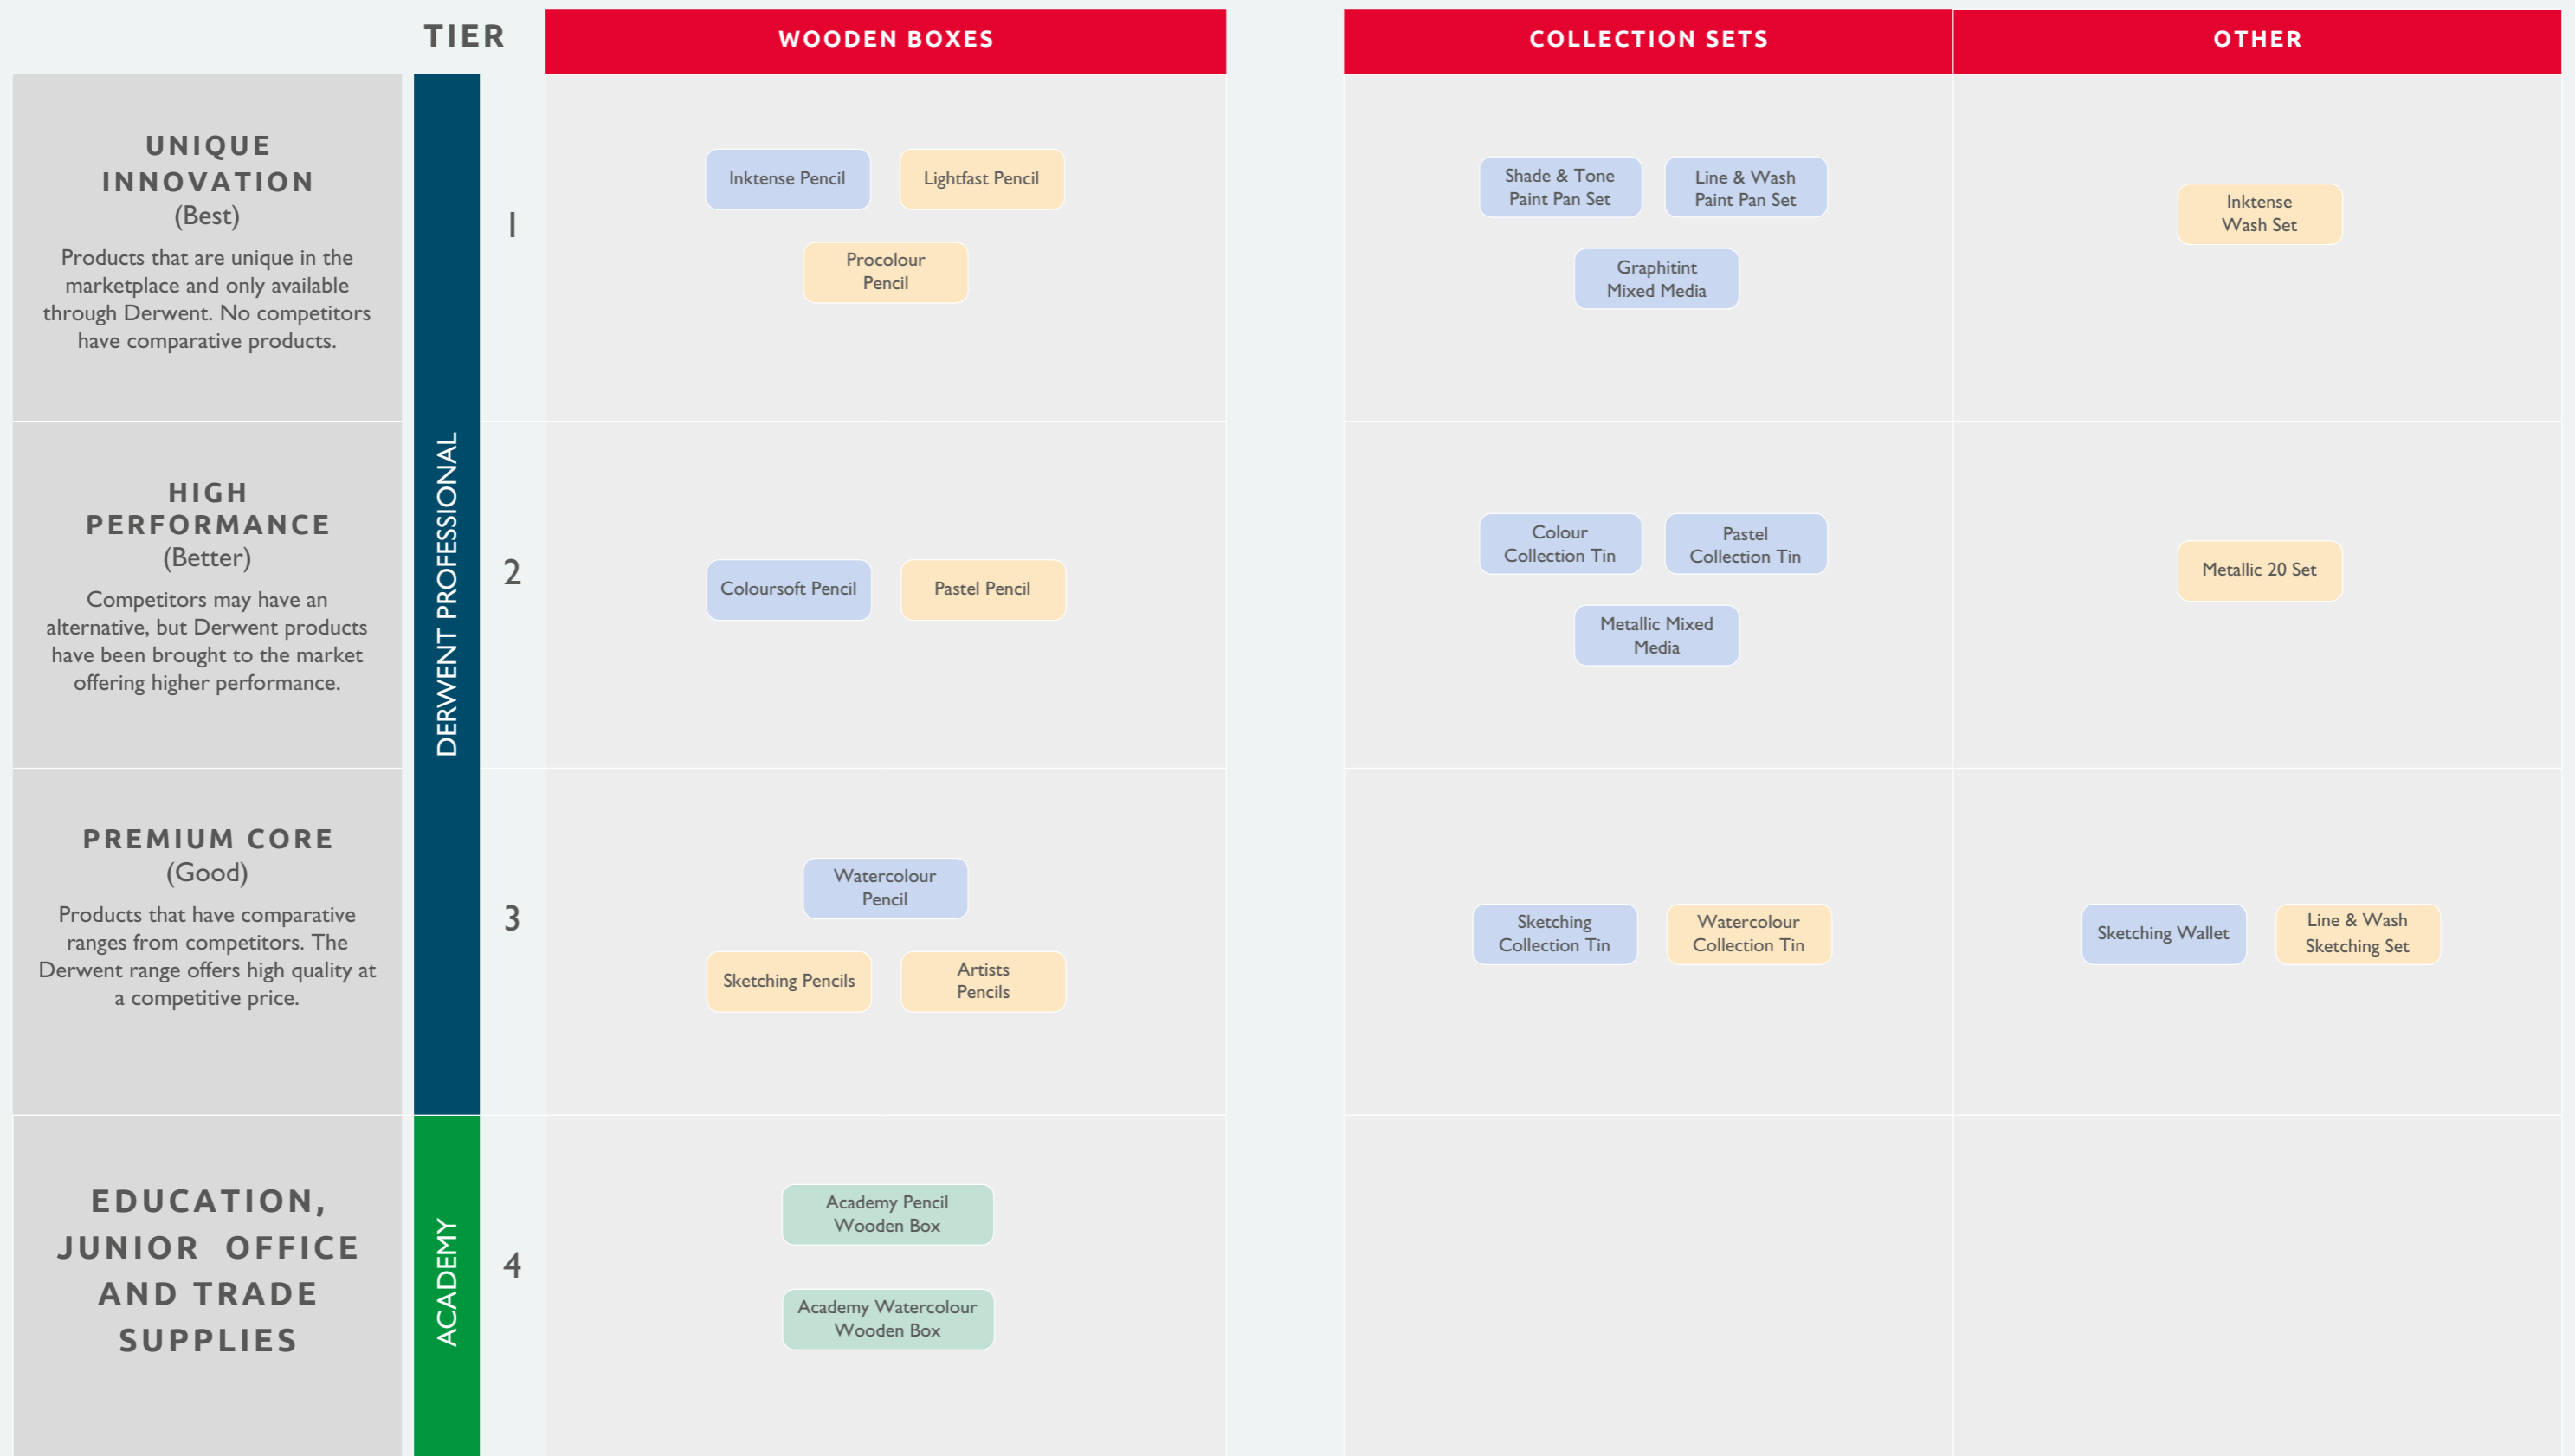 TIER
WOODEN BOXES
COLLECTION SETS
OTHER
UNIQUE
INNOVATION
(Best)
Products that are unique in the
marketplace and only available
through Derwent. No competitors
have comparative products.
DERWENT PROFESSIONAL
1
Inktense Pencil
Lightfast Pencil
Procolour
Pencil
Shade & Tone
Paint Pan Set
Line & Wash
Paint Pan Set
Graphitint
Mixed Media
Inktense
Wash Set
HIGH
PERFORMANCE
(Better)
Competitors may have an
alternative, but Derwent products
have been brought to the market
offering higher performance.
2
Coloursoft Pencil
Pastel Pencil
Colour
Collection Tin
Pastel
Collection Tin
Metallic Mixed
Media
Metallic 20 Set
PREMIUM CORE
(Good)
Products that have comparative
ranges from competitors. The
Derwent range offers high quality at
a competitive price.
3
Watercolour
Pencil
Sketching Pencils
Artists
Pencils
Sketching
Collection Tin
Watercolour
Collection Tin
Sketching Wallet
Line & Wash
Sketching Set
EDUCATION,
JUNIOR OFFICE
AND TRADE
SUPPLIES
ACADEMY
4
Academy Pencil
Wooden Box
Academy Watercolour
Wooden Box